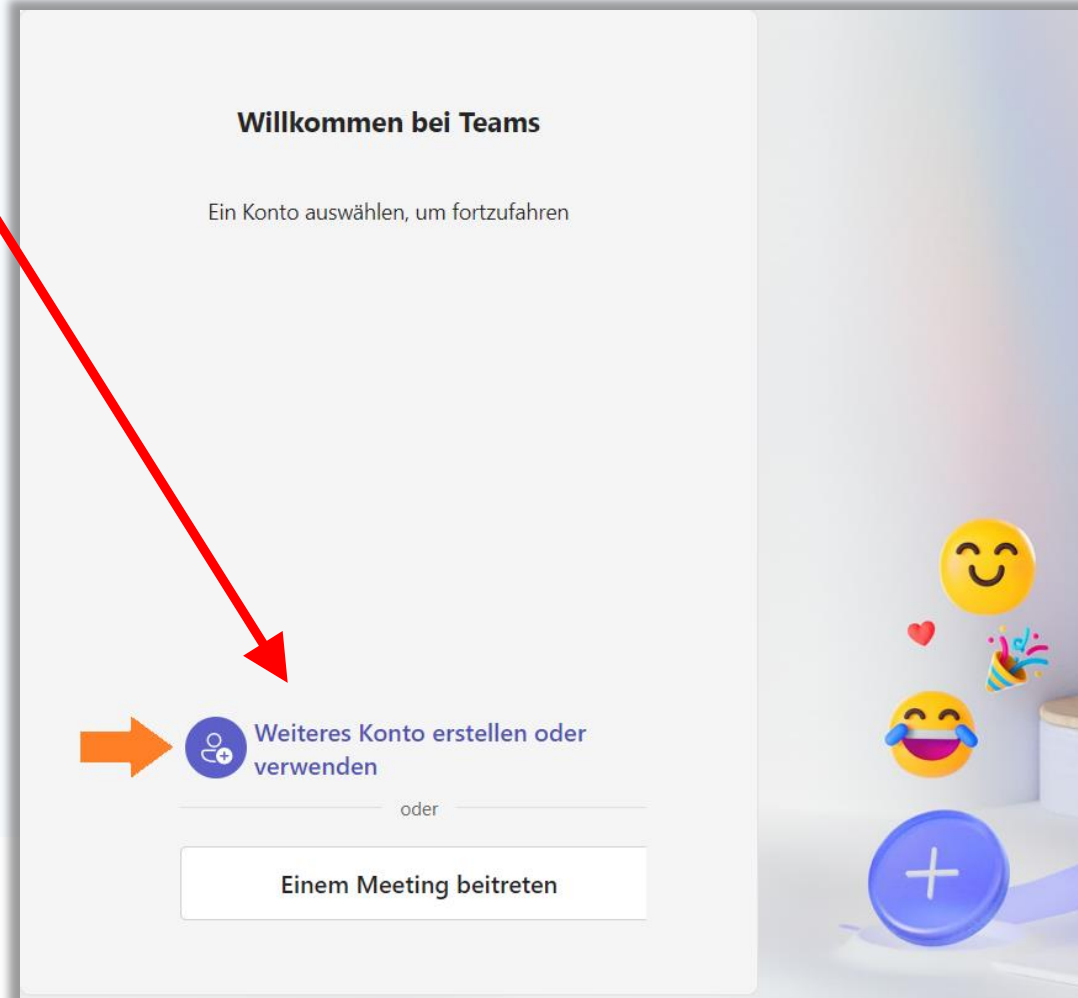 Willkommen bei Teams
Ein Konto auswählen, um fortzufahren
Weiteres Konto erstellen oder
verwenden
oder
Einem Meeting beitreten